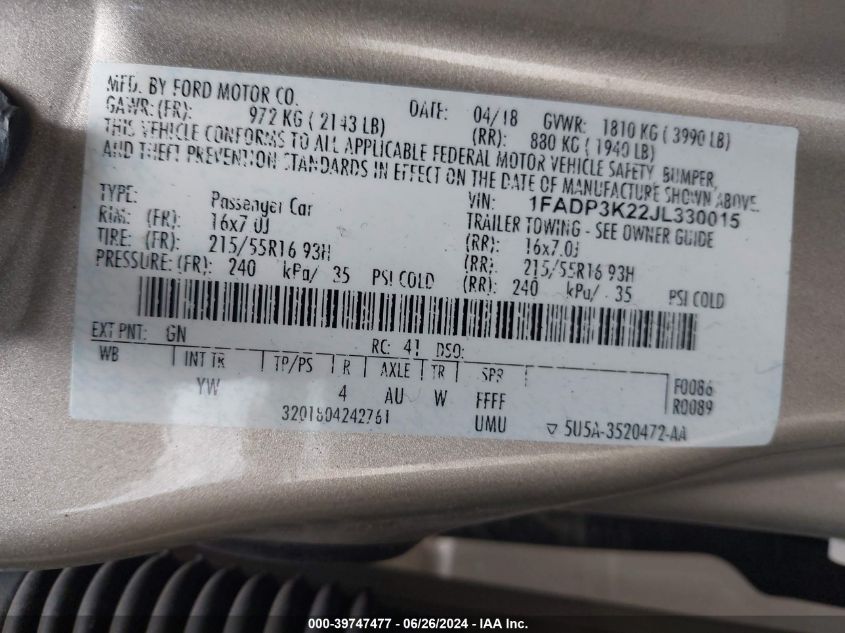 MFD. BY FORD MOTOR CO. DATE: 04/18 GVWR: 1810 KG ( 3990 LB)
GAWR: (FR): 972 KG ( 2143 LB) (RR): 880 KG ( 1940 LB)
THIS VEHICLE CONFORMS TO ALL APPLICABLE FEDERAL MOTOR VEHICLE SAFETY, BUMPER,
AND THEFT PREVENTION STANDARDS IN EFFECT ON THE DATE OF MANUFACTURE SHOWN ABOVE.
VIN: 1FADP3K22JL330015
TYPE: Passenger Car TRAILER TOWING - SEE OWNER GUIDE
RIM: (FR) 16x7.0J (RR): 16x7.0J
TIRE: (FR) 215/55R16 93H (RR): 215/55R16 93H
PRESSURE: (FR): 240 kPa/ 35 PSI COLD (RR): 240 kPa/ 35 PSI COLD
EXT PNT: GN RC: 41 DSO:
WB INT TR TP/PS R AXLE TR SPR F0086
YW 4 AU W FFFF R0089
3201804242761 UMU ▽ 5U5A-3520472-AA
000-39747477 - 06/26/2024 - IAA Inc.